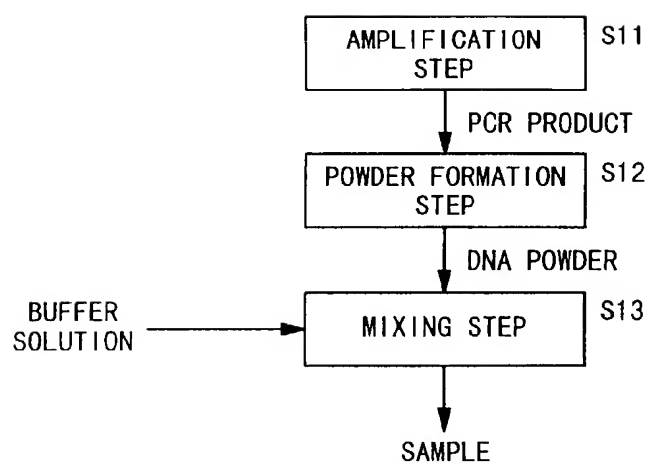 AMPLIFICATION
STEP
S11
PCR PRODUCT
POWDER FORMATION
STEP
S12
DNA POWDER
BUFFER
SOLUTION
MIXING STEP
S13
SAMPLE